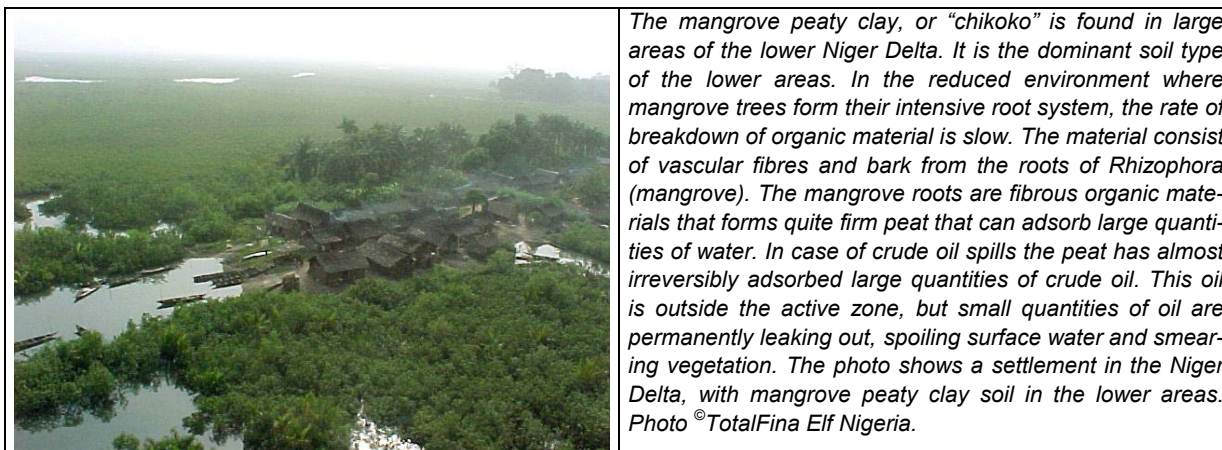 The mangrove peaty clay, or “chikoko” is found in large
areas of the lower Niger Delta. It is the dominant soil type
of the lower areas. In the reduced environment where
mangrove trees form their intensive root system, the rate of
breakdown of organic material is slow. The material consist
of vascular fibres and bark from the roots of Rhizophora
(mangrove). The mangrove roots are fibrous organic mate-
rials that forms quite firm peat that can adsorb large quanti-
ties of water. In case of crude oil spills the peat has almost
irreversibly adsorbed large quantities of crude oil. This oil
is outside the active zone, but small quantities of oil are
permanently leaking out, spoiling surface water and smear-
ing vegetation. The photo shows a settlement in the Niger
Delta, with mangrove peaty clay soil in the lower areas.
Photo ©TotalFina Elf Nigeria.